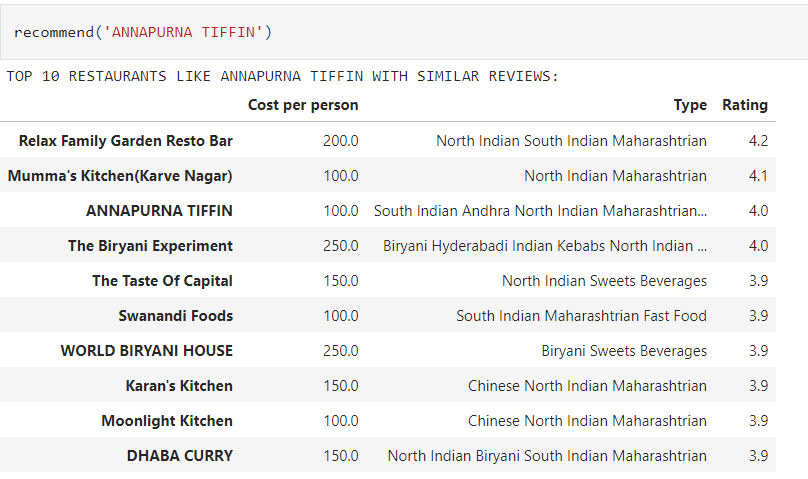 recommend('ANNAPURNA TIFFIN')
TOP 10 RESTAURANTS LIKE ANNAPURNA TIFFIN WITH SIMILAR REVIEWS:
Cost per person Type Rating
Relax Family Garden Resto Bar 200.0 North Indian South Indian Maharashtrian 4.2
Mumma's Kitchen(Karve Nagar) 100.0 North Indian Maharashtrian 4.1
ANNAPURNA TIFFIN 100.0 South Indian Andhra North Indian Maharashtrian... 4.0
The Biryani Experiment 250.0 Biryani Hyderabadi Indian Kebabs North Indian ... 4.0
The Taste Of Capital 150.0 North Indian Sweets Beverages 3.9
Swanandi Foods 100.0 South Indian Maharashtrian Fast Food 3.9
WORLD BIRYANI HOUSE 250.0 Biryani Sweets Beverages 3.9
Karan's Kitchen 150.0 Chinese North Indian Maharashtrian 3.9
Moonlight Kitchen 100.0 Chinese North Indian Maharashtrian 3.9
DHABA CURRY 150.0 North Indian Biryani South Indian Maharashtrian 3.9